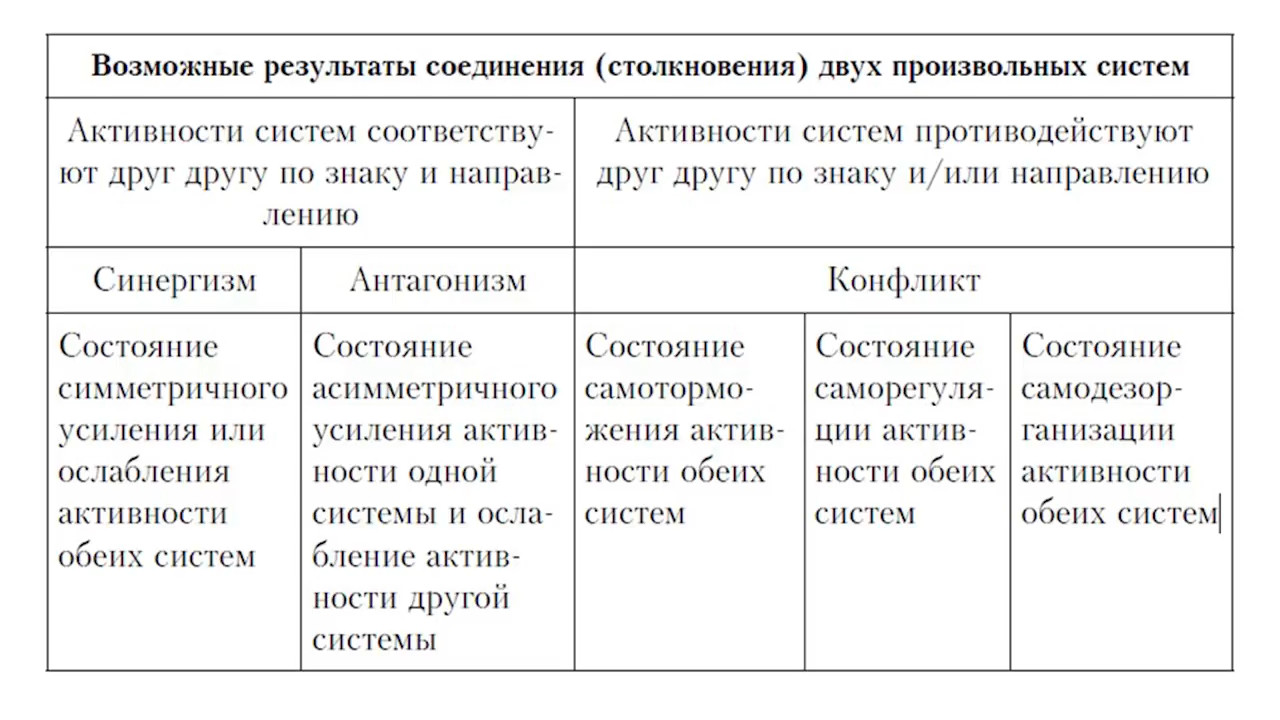 Возможные результаты соединения (столкновения) двух произвольных систем
Активности систем соответству-
ют друг другу по знаку и направ-
лению
Активности систем противодействуют
друг другу по знаку и/или направлению
Синергизм
Антагонизм
Конфликт
Состояние
симметричного
усиления или
ослабления
активности
обеих систем
Состояние
асимметричного
усиления актив-
ности одной
системы и осла-
бление актив-
ности другой
системы
Состояние
самотормо-
жения актив-
ности обеих
систем
Состояние
саморегуля-
ции актив-
ности обеих
систем
Состояние
самодезор-
ганизации
активности
обеих систем